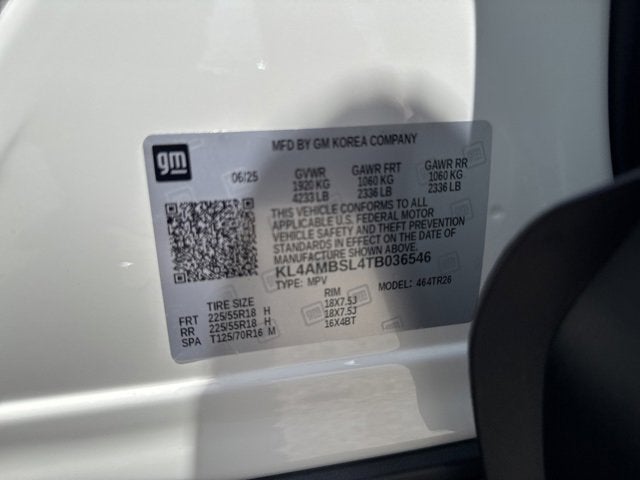 MFD BY GM KOREA COMPANY
gm
06/25
GVWR GAWR FRT GAWR RR
1920 KG 1060 KG 1060 KG
4233 LB 2336 LB 2336 LB
THIS VEHICLE CONFORMS TO ALL
APPLICABLE U.S. FEDERAL MOTOR
VEHICLE SAFETY AND THEFT PREVENTION
STANDARDS IN EFFECT ON THE DATE OF
MANUFACTURE SHOWN ABOVE.
KL4AMBSL4TB036546
TYPE: MPV MODEL: 464TR26
TIRE SIZE RIM
FRT 225/55R18 H 18X7.5J
RR 225/55R18 H 18X7.5J
SPA T125/70R16 M 16X4BT